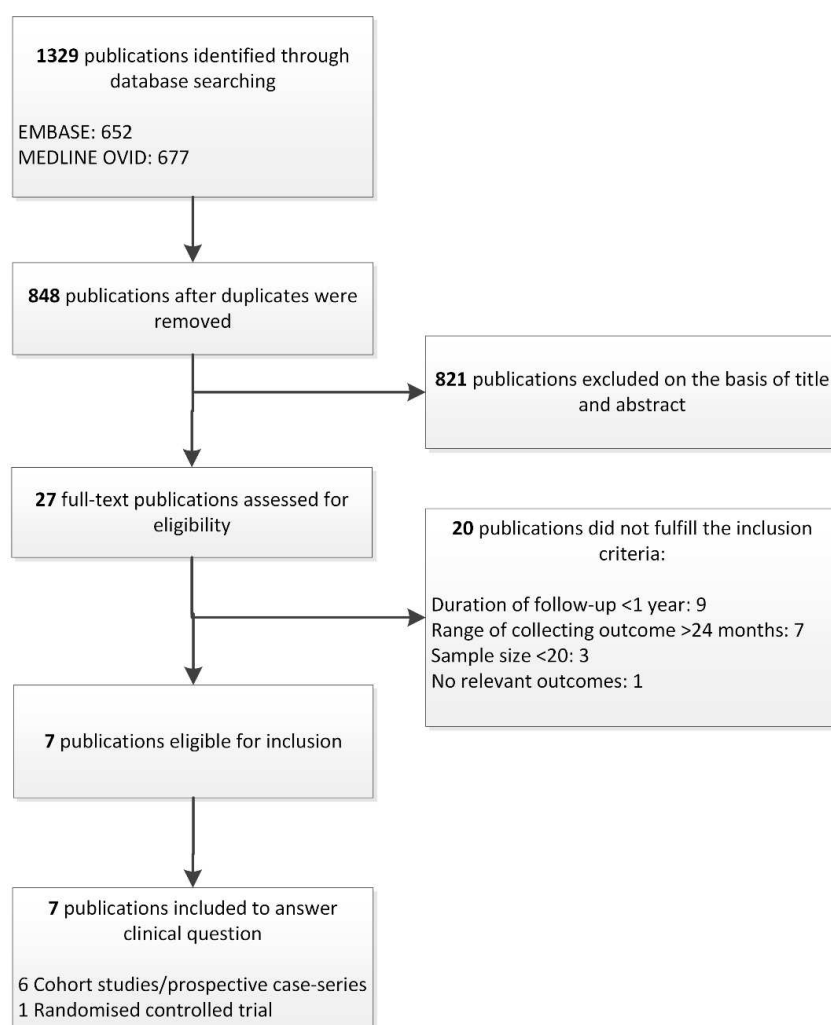 1329 publications identified through
database searching
EMBASE: 652
MEDLINE OVID: 677
848 publications after duplicates were
removed
821 publications excluded on the basis of title
and abstract
27 full-text publications assessed for
eligibility
20 publications did not fulfill the inclusion
criteria:
Duration of follow-up <1 year: 9
Range of collecting outcome >24 months: 7
Sample size <20: 3
No relevant outcomes: 1
7 publications eligible for inclusion
7 publications included to answer
clinical question
6 Cohort studies/prospective case-series
1 Randomised controlled trial